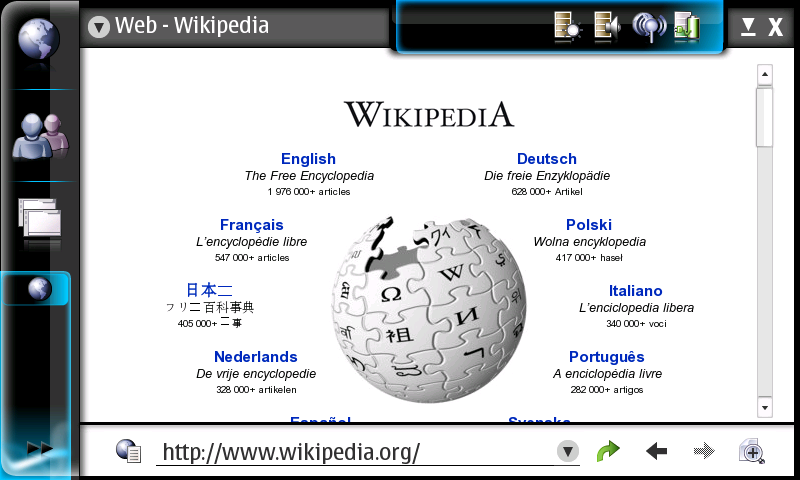 Web - Wikipedia
WIKIPEDIA
English
The Free Encyclopedia
1 976 000+ articles
Deutsch
Die freie Enzyklopädie
628 000+ Artikel
Français
L'encyclopédie libre
547 000+ articles
Polski
Wolna encyklopedia
417 000+ haseł
日本二
フリ二百科事典
405 000+ 二事
Italiano
L'enciclopedia libera
340 000+ voci
Ω
W
И
祖
Nederlands
De vrije encyclopedie
328 000+ artikelen
Português
A enciclopédia livre
282 000+ artigos
Español
Svenska
http://www.wikipedia.org/